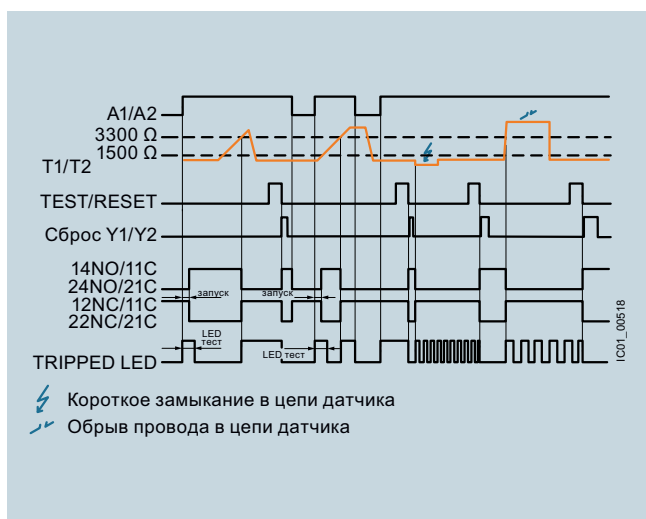 A1/A2
3300 Ω
1500 Ω
T1/T2
TEST/RESET
Сброс Y1/Y2
14NO/11C
24NO/21C
запуск
запуск
12NC/11C
22NC/21C
LED
тест
LED тест
TRIPPED LED
IC01_00518
Короткое замыкание в цепи датчика
Обрыв провода в цепи датчика